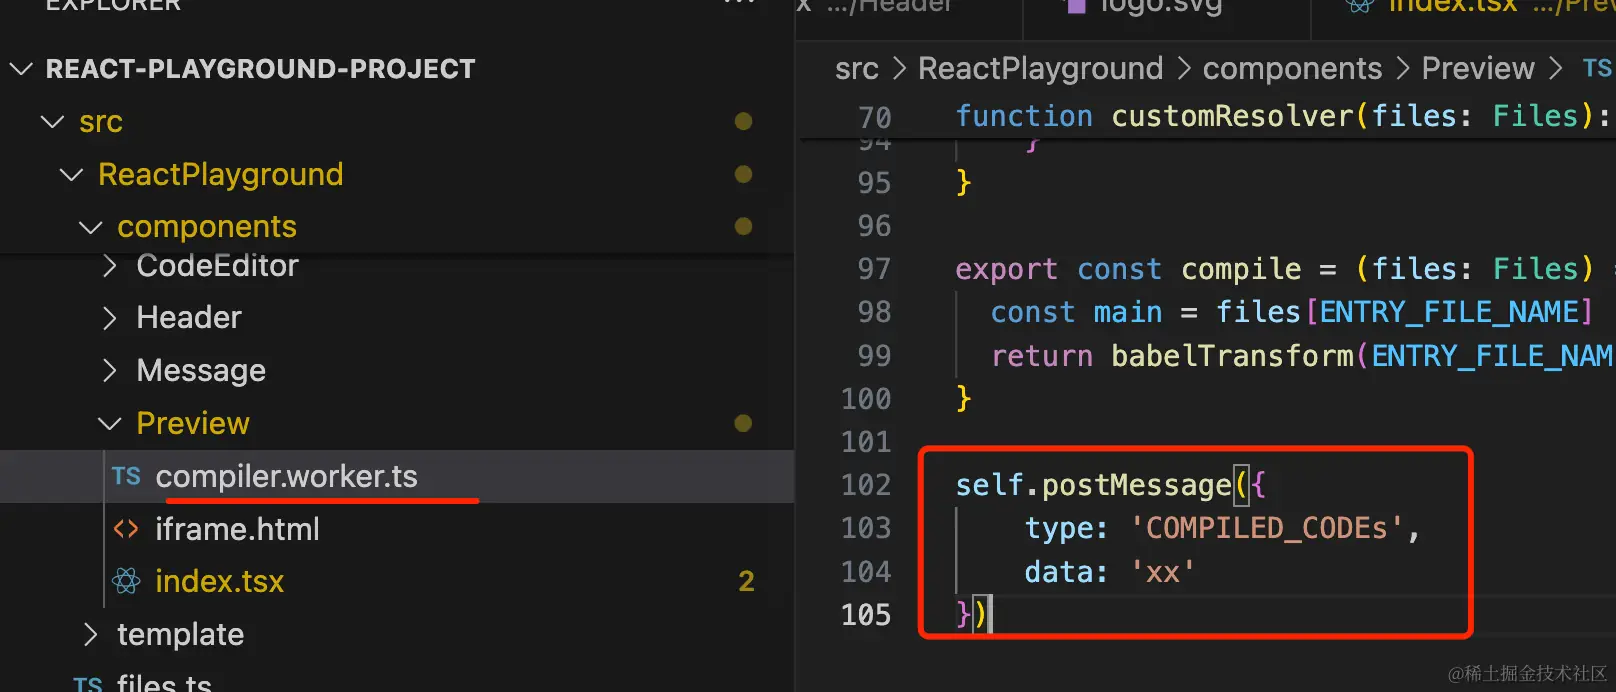 EXPLORER
...
REACT-PLAYGROUND-PROJECT
src
ReactPlayground
components
CodeEditor
Header
Message
Preview
TS compiler.worker.ts
<> iframe.html
index.tsx 2
template
TS files.ts
x .../Header
logo.svg
index.tsx .../Prev
src > ReactPlayground > components > Preview > TS
70 function customResolver(files: Files):
94 }
95 }
96
97 export const compile = (files: Files) =
98 const main = files[ENTRY_FILE_NAME]
99 return babelTransform(ENTRY_FILE_NAM
100 }
101
102 self.postMessage({
103 type: 'COMPILED_CODEs',
104 data: 'xx'
105 })
@稀土掘金技术社区